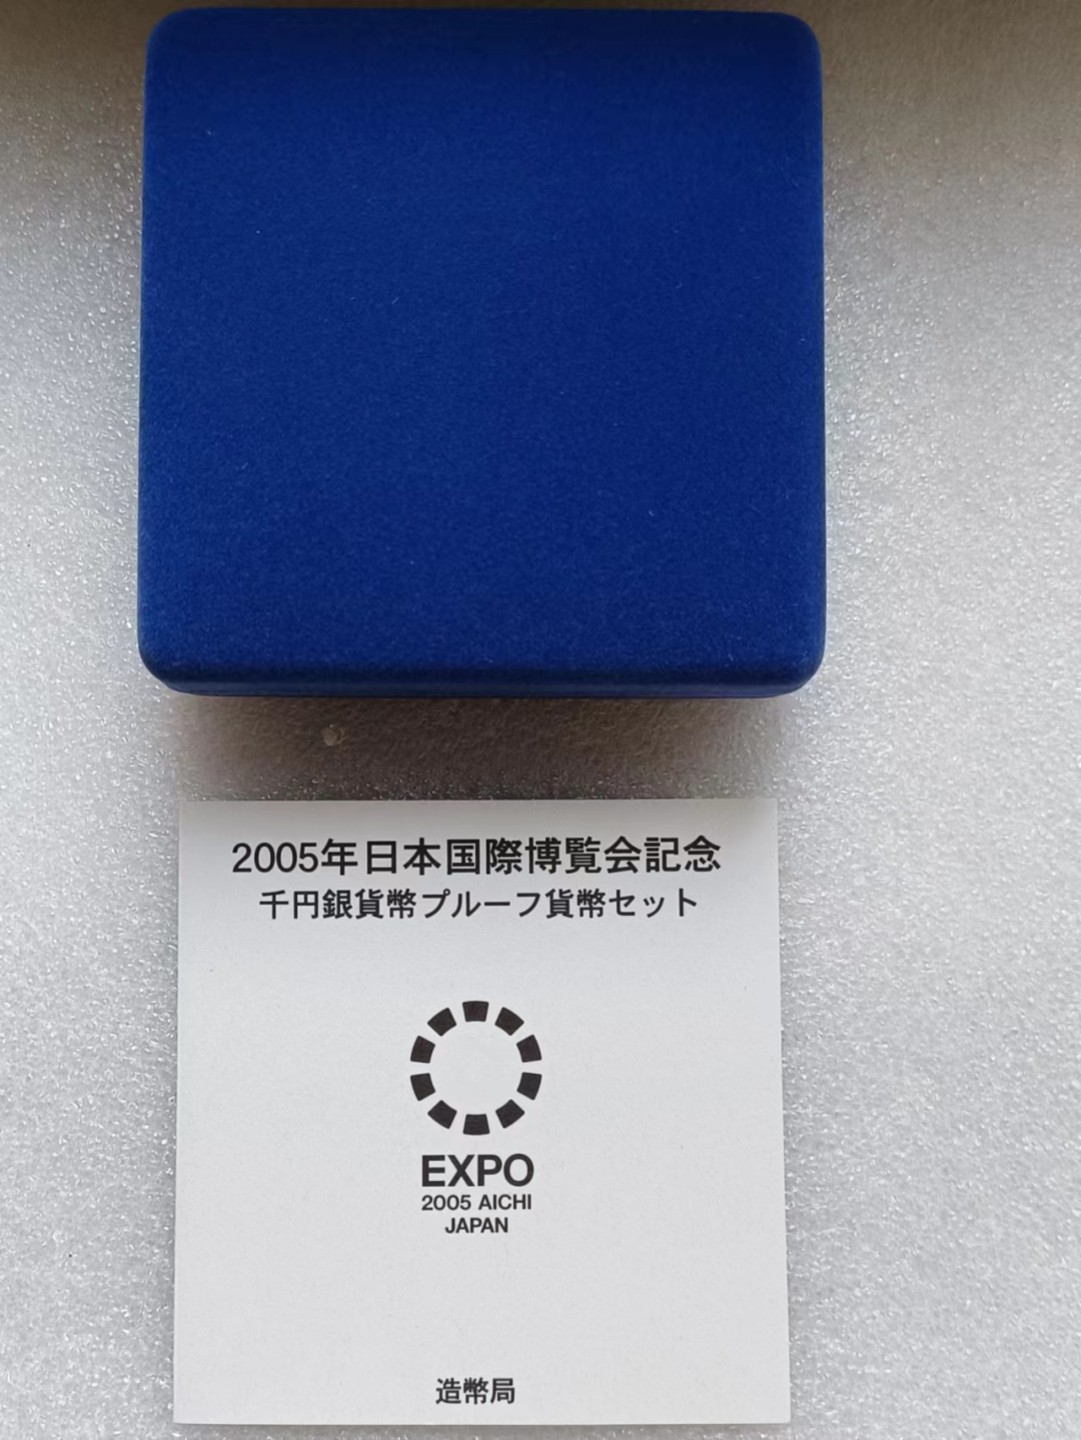 2005年日本国際博覧会記念
千円銀貨幣プルーフ貨幣セット
EXPO
2005 AICHI
JAPAN
造幣局